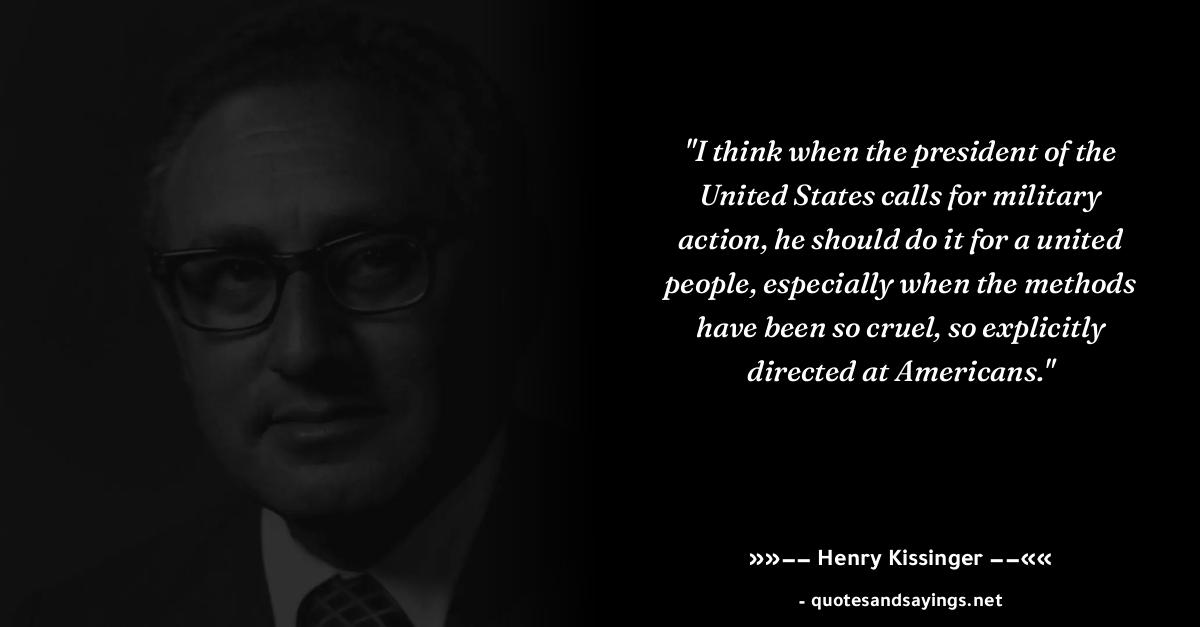 "I think when the president of the
United States calls for military
action, he should do it for a united
people, especially when the methods
have been so cruel, so explicitly
directed at Americans."
»»–– Henry Kissinger ––««
- quotesandsayings.net